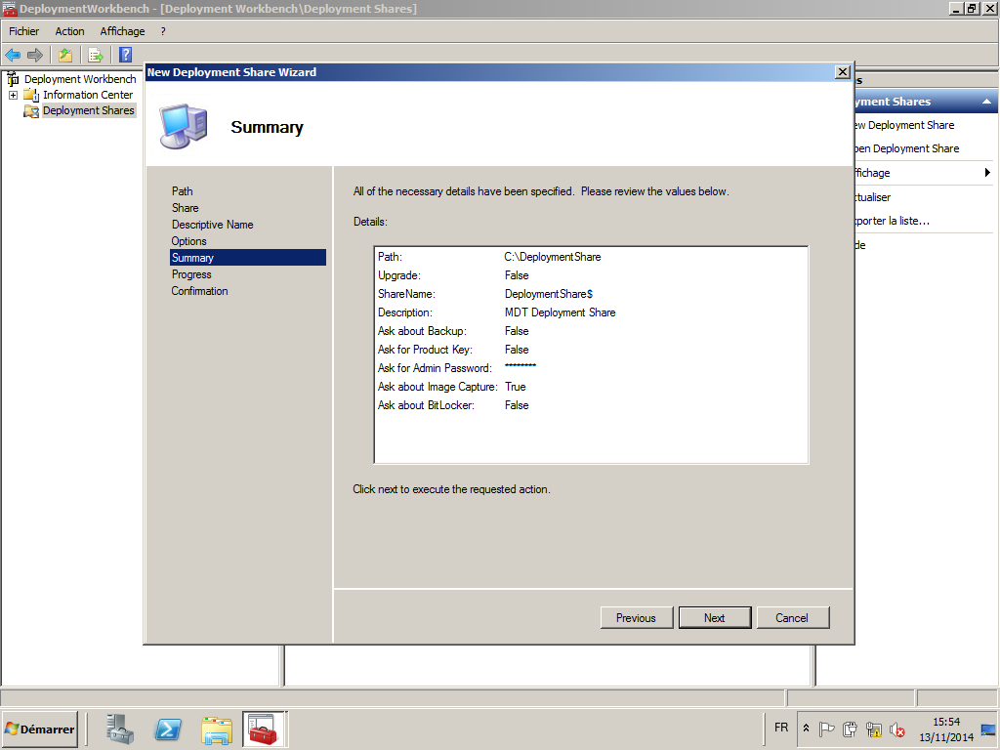 DeploymentWorkbench - [Deployment Workbench\Deployment Shares]
Fichier Action Affichage ?
Deployment Workbench
Information Center
Deployment Shares
New Deployment Share Wizard
Summary
Path
Share
Descriptive Name
Options
Summary
Progress
Confirmation
All of the necessary details have been specified. Please review the values below.
Details:
Path: C:\DeploymentShare
Upgrade: False
ShareName: DeploymentShare$
Description: MDT Deployment Share
Ask about Backup: False
Ask for Product Key: False
Ask for Admin Password: ********
Ask about Image Capture: True
Ask about BitLocker: False
Click next to execute the requested action.
Previous Next Cancel
s
yment Shares
ew Deployment Share
pen Deployment Share
ffichage
ctualiser
xporter la liste...
de
Démarrer
FR
15:54
13/11/2014